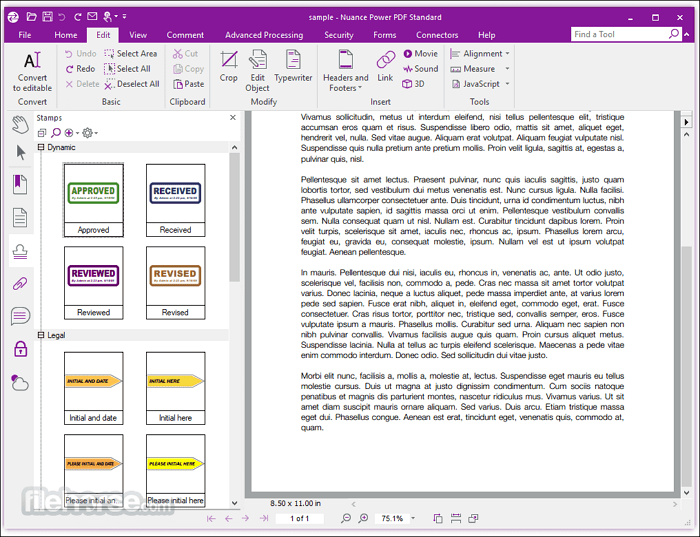 sample - Nuance Power PDF Standard
File Home Edit View Comment Advanced Processing Security Forms Connectors Help Find a Tool
Convert to editable
Convert
Undo
Redo
Delete
Select Area
Select All
Deselect All
Basic
Cut
Copy
Paste
Clipboard
Crop
Edit Object
Typewriter
Modify
Headers and Footers
Link
Movie
Sound
3D
Insert
Alignment
Measure
JavaScript
Tools
Stamps
Dynamic
APPROVED
Approved
RECEIVED
Received
REVIEWED
Reviewed
REVISED
Revised
Legal
INITIAL AND DATE
Initial and date
INITIAL HERE
Initial here
PLEASE INITIAL AND DATE
Please initial an...
PLEASE INITIAL HERE
Please initial here
Vivamus sollicitudin, metus ut interdum eleifend, nisi tellus pellentesque elit, tristique
accumsan eros quam et risus. Suspendisse libero odio, mattis sit amet, aliquet eget,
hendrerit vel, nulla. Sed vitae augue. Aliquam erat volutpat. Aliquam feugiat vulputate nisl.
Suspendisse quis nulla pretium ante pretium mollis. Proin velit ligula, sagittis at, egestas a,
pulvinar quis, nisl.
Pellentesque sit amet lectus. Praesent pulvinar, nunc quis iaculis sagittis, justo quam
lobortis tortor, sed vestibulum dui metus venenatis est. Nunc cursus ligula. Nulla facilisi.
Phasellus ullamcorper consectetuer ante. Duis tincidunt, urna id condimentum luctus, nibh
ante vulputate sapien, id sagittis massa orci ut enim. Pellentesque vestibulum convallis
sem. Nulla consequat quam ut nisl. Nullam est. Curabitur tincidunt dapibus lorem. Proin
velit turpis, scelerisque sit amet, iaculis nec, rhoncus ac, ipsum. Phasellus lorem arcu,
feugiat eu, gravida eu, consequat molestie, ipsum. Nullam vel est ut ipsum volutpat
feugiat. Aenean pellentesque.
In mauris. Pellentesque dui nisi, iaculis eu, rhoncus in, venenatis ac, ante. Ut odio justo,
scelerisque vel, facilisis non, commodo a, pede. Cras nec massa sit amet tortor volutpat
varius. Donec lacinia, neque a luctus aliquet, pede massa imperdiet ante, at varius lorem
pede sed sapien. Fusce erat nibh, aliquet in, eleifend eget, commodo eget, erat. Fusce
consectetuer. Cras risus tortor, porttitor nec, tristique sed, convallis semper, eros. Fusce
vulputate ipsum a mauris. Phasellus mollis. Curabitur sed urna. Aliquam nec sapien non
nibh pulvinar convallis. Vivamus facilisis augue quis quam. Proin cursus aliquet metus.
Suspendisse lacinia. Nulla at tellus ac turpis eleifend scelerisque. Maecenas a pede vitae
enim commodo interdum. Donec odio. Sed sollicitudin dui vitae justo.
Morbi elit nunc, facilisis a, mollis a, molestie at, lectus. Suspendisse eget mauris eu tellus
molestie cursus. Duis ut magna at justo dignissim condimentum. Cum sociis natoque
penatibus et magnis dis parturient montes, nascetur ridiculus mus. Vivamus varius. Ut sit
amet diam suscipit mauris ornare aliquam. Sed varius. Duis arcu. Etiam tristique massa
eget dui. Phasellus congue. Aenean est erat, tincidunt eget, venenatis quis, commodo at,
quam.
8.50 x 11.00 in
1 of 1
75.1%